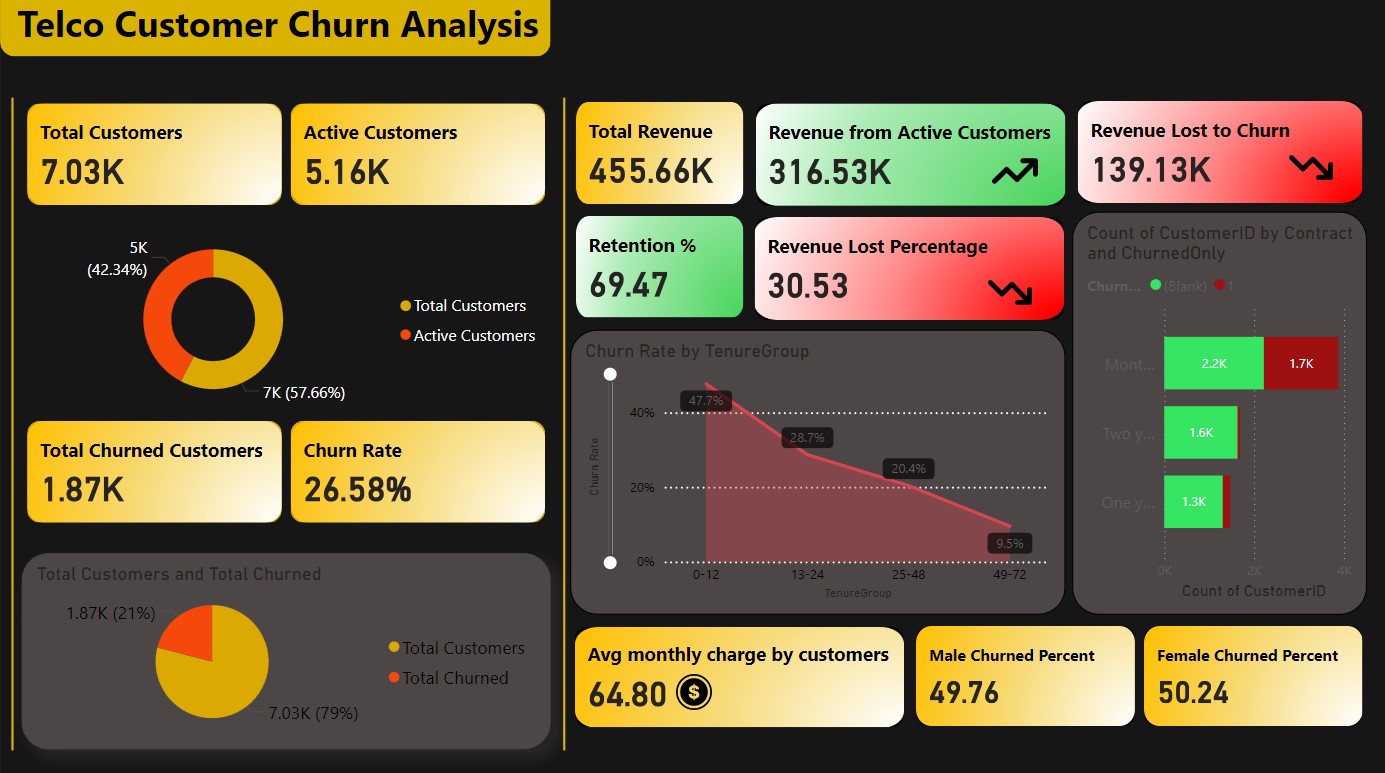 Telco Customer Churn Analysis
Total Customers
7.03K
Active Customers
5.16K
5K
(42.34%)
7K (57.66%)
Total Customers
Active Customers
Total Churned Customers
1.87K
Churn Rate
26.58%
Total Customers and Total Churned
1.87K (21%)
7.03K (79%)
Total Customers
Total Churned
Total Revenue
455.66K
Revenue from Active Customers
316.53K
Revenue Lost to Churn
139.13K
Retention %
69.47
Revenue Lost Percentage
30.53
Churn Rate by TenureGroup
Churn Rate
40%
20%
0%
47.7%
28.7%
20.4%
9.5%
0-12
13-24
25-48
49-72
TenureGroup
Count of CustomerID by Contract
and ChurnedOnly
Churn... (Blank) 1
Mont...
2.2K
1.7K
Two y...
1.6K
One y...
1.3K
0K
2K
4K
Count of CustomerID
Avg monthly charge by customers
64.80
$
Male Churned Percent
49.76
Female Churned Percent
50.24